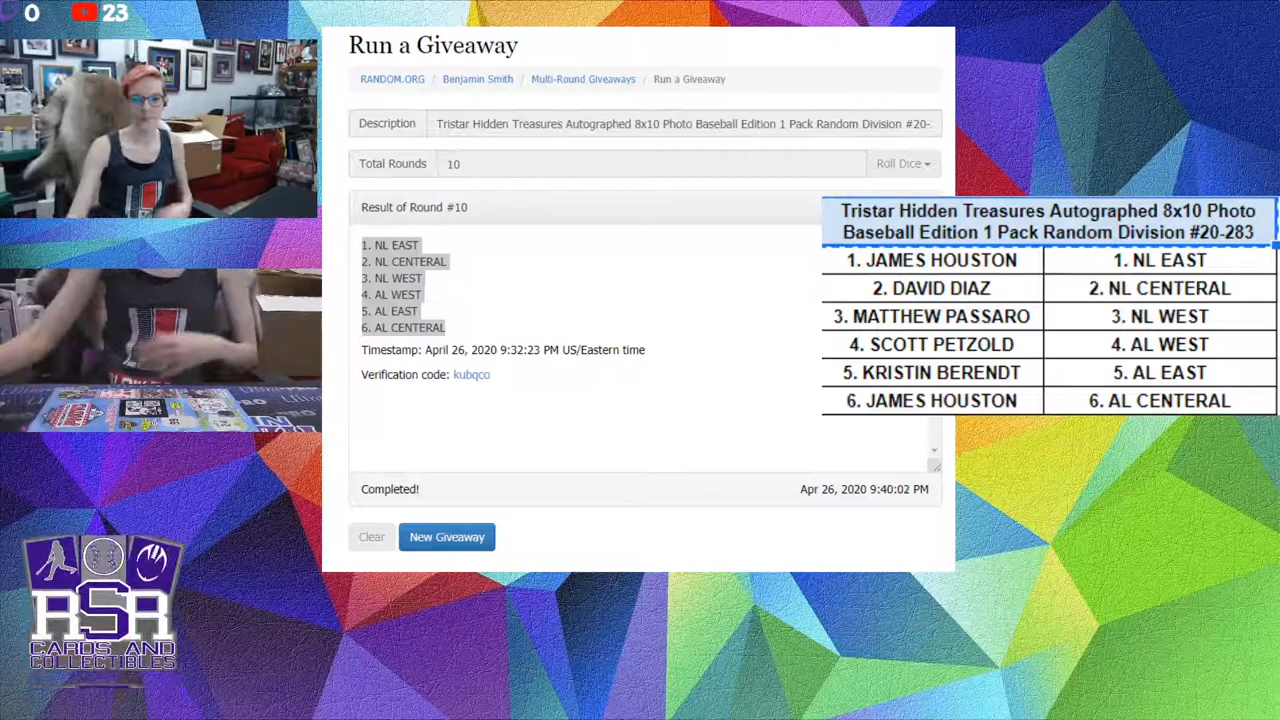 0 23
Run a Giveaway
RANDOM.ORG / Benjamin Smith / Multi-Round Giveaways / Run a Giveaway
Description Tristar Hidden Treasures Autographed 8x10 Photo Baseball Edition 1 Pack Random Division #20-
Total Rounds 10 Roll Dice
Result of Round #10
1. NL EAST
2. NL CENTERAL
3. NL WEST
4. AL WEST
5. AL EAST
6. AL CENTERAL
Timestamp: April 26, 2020 9:32:23 PM US/Eastern time
Verification code: kubqco
Completed! Apr 26, 2020 9:40:02 PM
Clear New Giveaway
Tristar Hidden Treasures Autographed 8x10 Photo
Baseball Edition 1 Pack Random Division #20-283
1. JAMES HOUSTON 1. NL EAST
2. DAVID DIAZ 2. NL CENTERAL
3. MATTHEW PASSARO 3. NL WEST
4. SCOTT PETZOLD 4. AL WEST
5. KRISTIN BERENDT 5. AL EAST
6. JAMES HOUSTON 6. AL CENTERAL
RSR
CARDS AND
COLLECTIBLES